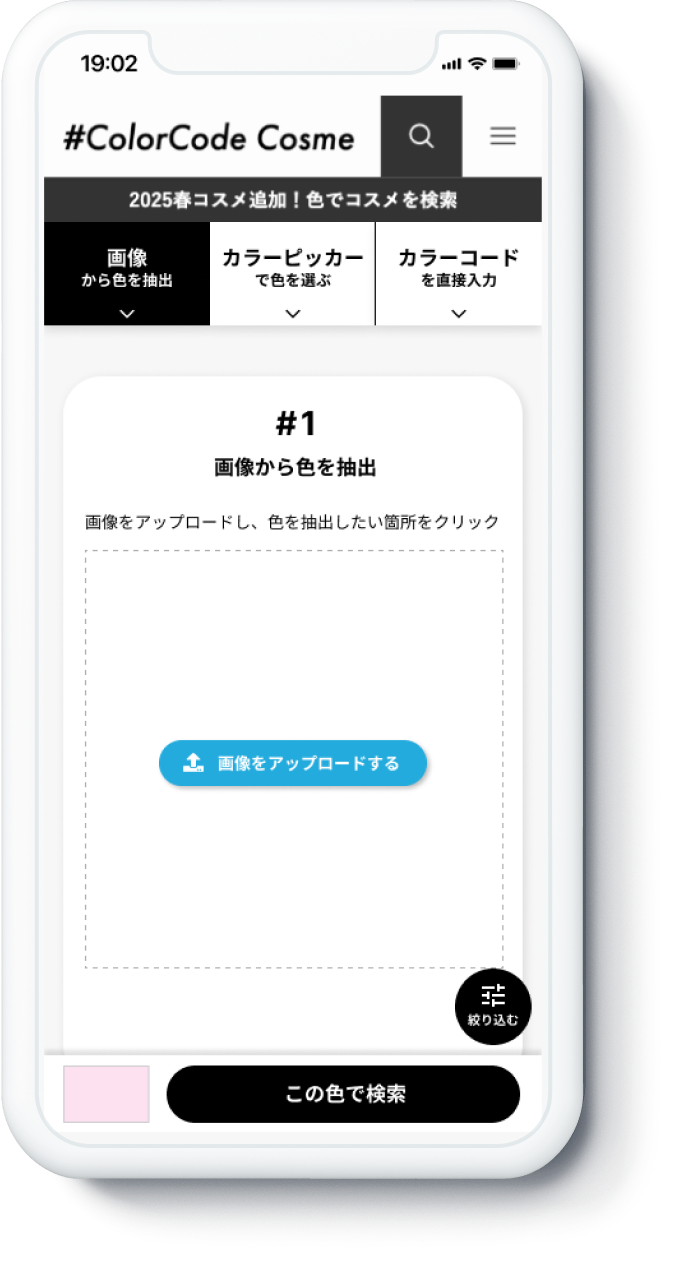 19:02
#ColorCode Cosme
2025春コスメ追加！色でコスメを検索
画像
から色を抽出
カラーピッカー
で色を選ぶ
カラーコード
を直接入力
#1
画像から色を抽出
画像をアップロードし、色を抽出したい箇所をクリック
画像をアップロードする
絞り込む
この色で検索